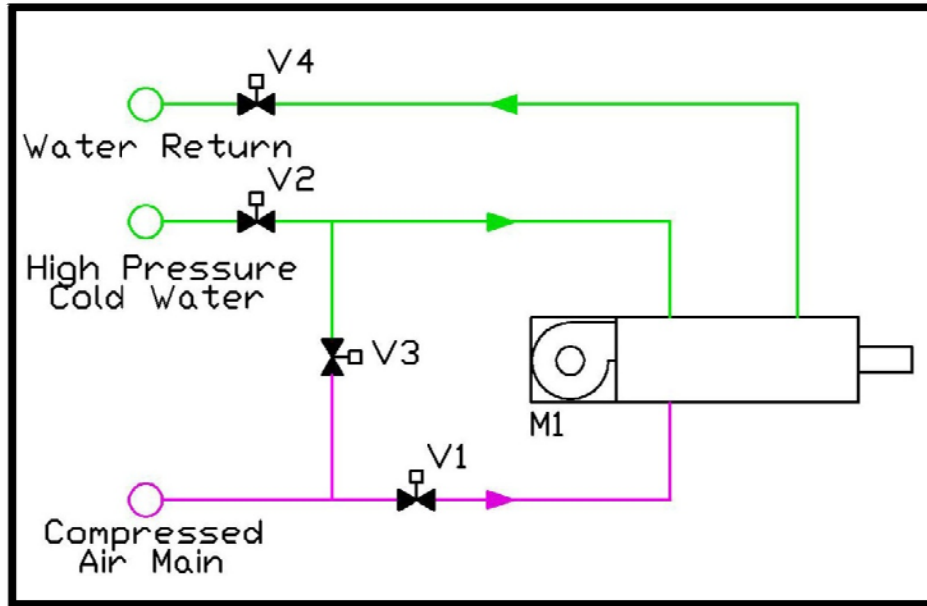 V4
Water Return
V2
High Pressure
Cold Water
V3
M1
V1
Compressed
Air Main